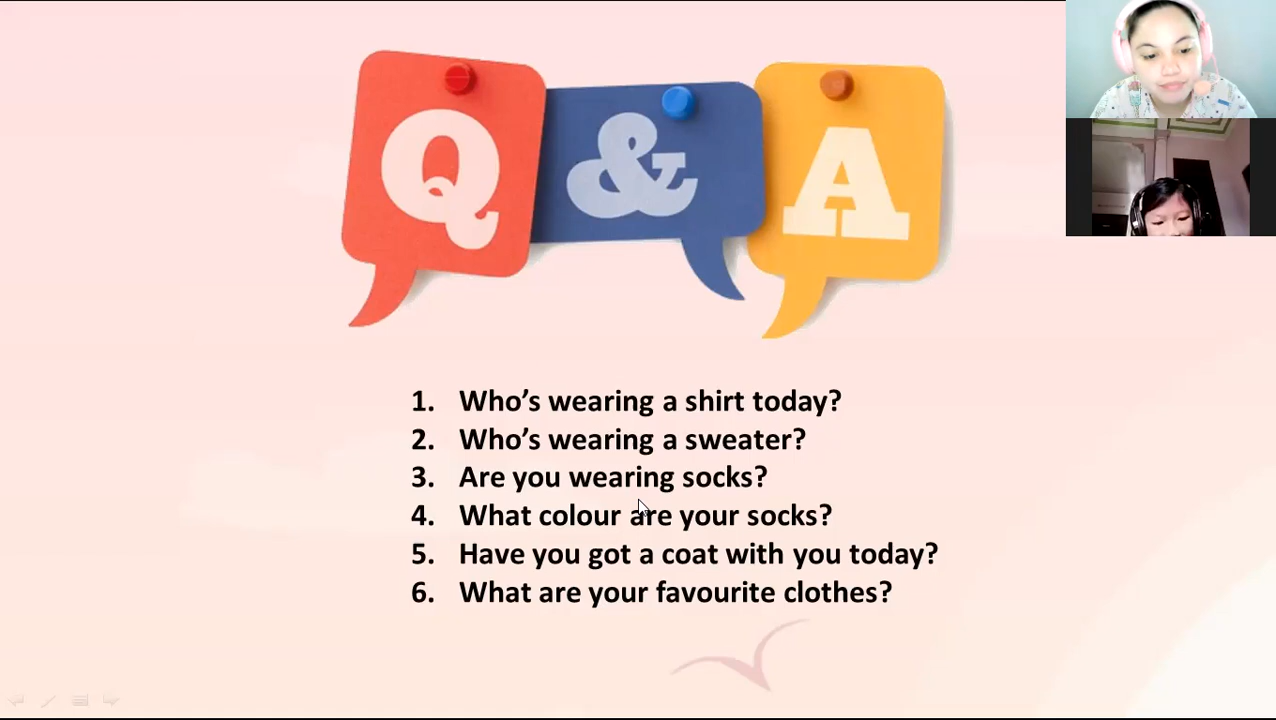 Q & A
1. Who’s wearing a shirt today?
2. Who’s wearing a sweater?
3. Are you wearing socks?
4. What colour are your socks?
5. Have you got a coat with you today?
6. What are your favourite clothes?